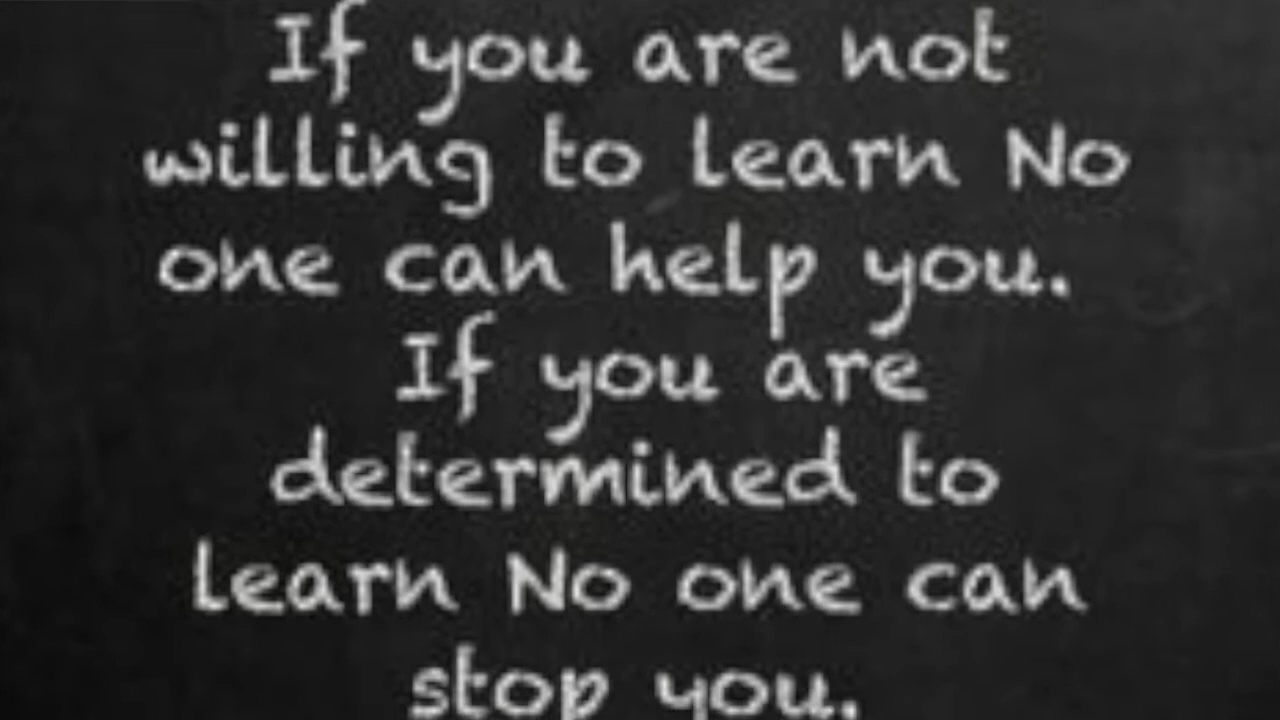 If you are not
willing to learn No
one can help you.
If you are
determined to
learn No one can
stop you.